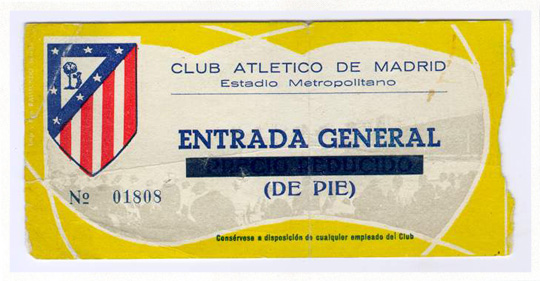 CLUB ATLETICO DE MADRID
Estadio Metropolitano
ENTRADA GENERAL
PRECIO REDUCIDO
(DE PIE)
Nº 01808
Consérvese a disposición de cualquier empleado del Club